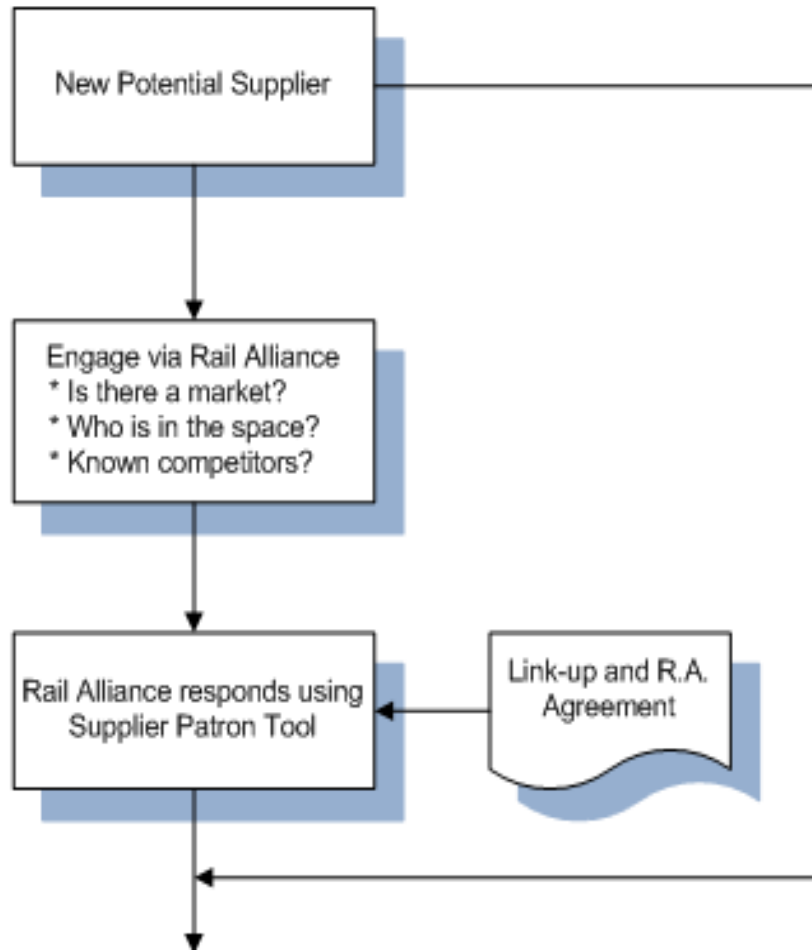 New Potential Supplier
Engage via Rail Alliance
* Is there a market?
* Who is in the space?
* Known competitors?
Rail Alliance responds using
Supplier Patron Tool
Link-up and R.A.
Agreement